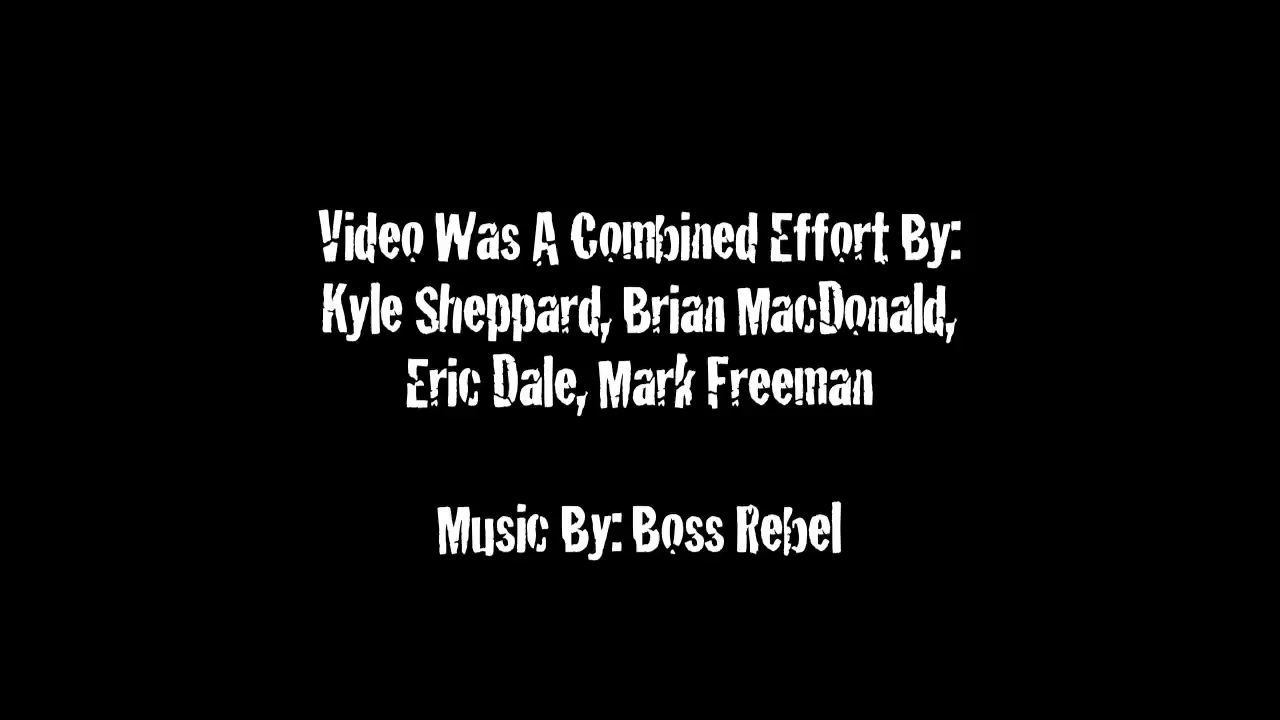 Video Was A Combined Effort By:
Kyle Sheppard, Brian MacDonald,
Eric Dale, Mark Freeman
Music By: Boss Rebel